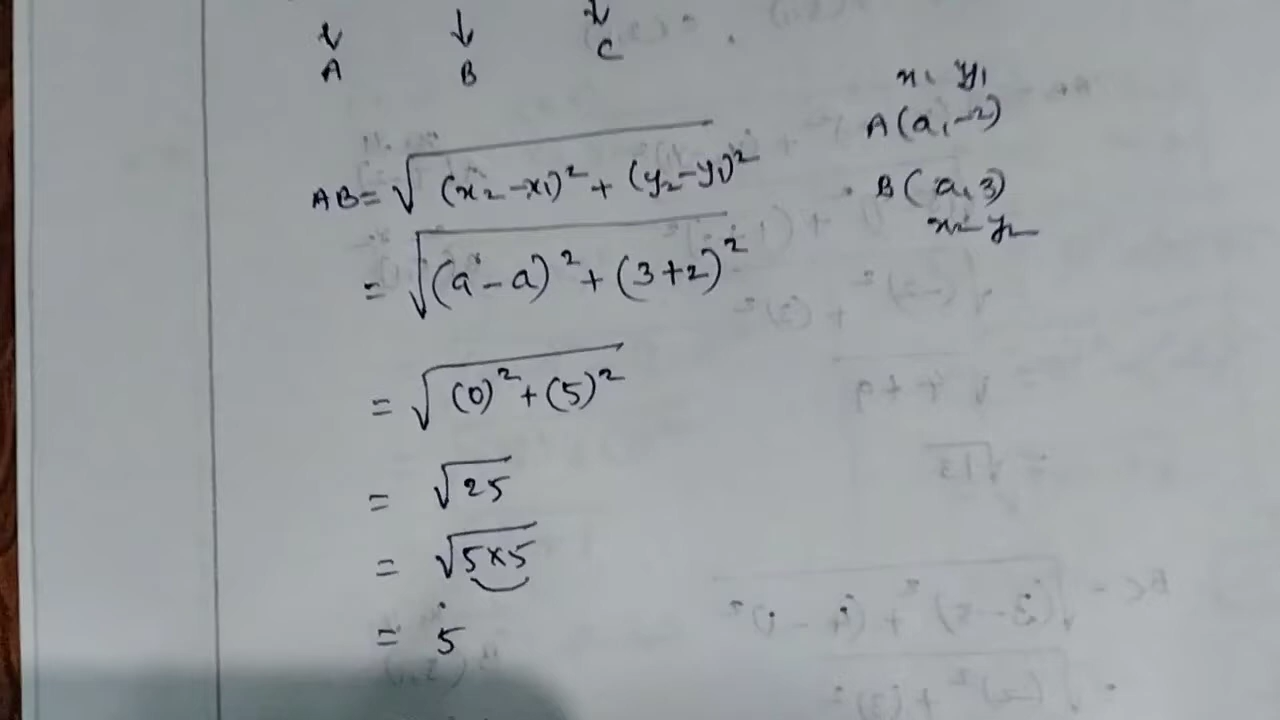 A B C
x₁ y₁
A(a, -2)
B(a, 3)
x₂ y₂
AB = √(x₂ - x₁)² + (y₂ - y₁)²
= √(a - a)² + (3+2)²
= √(0)² + (5)²
= √25
= √5×5
= 5